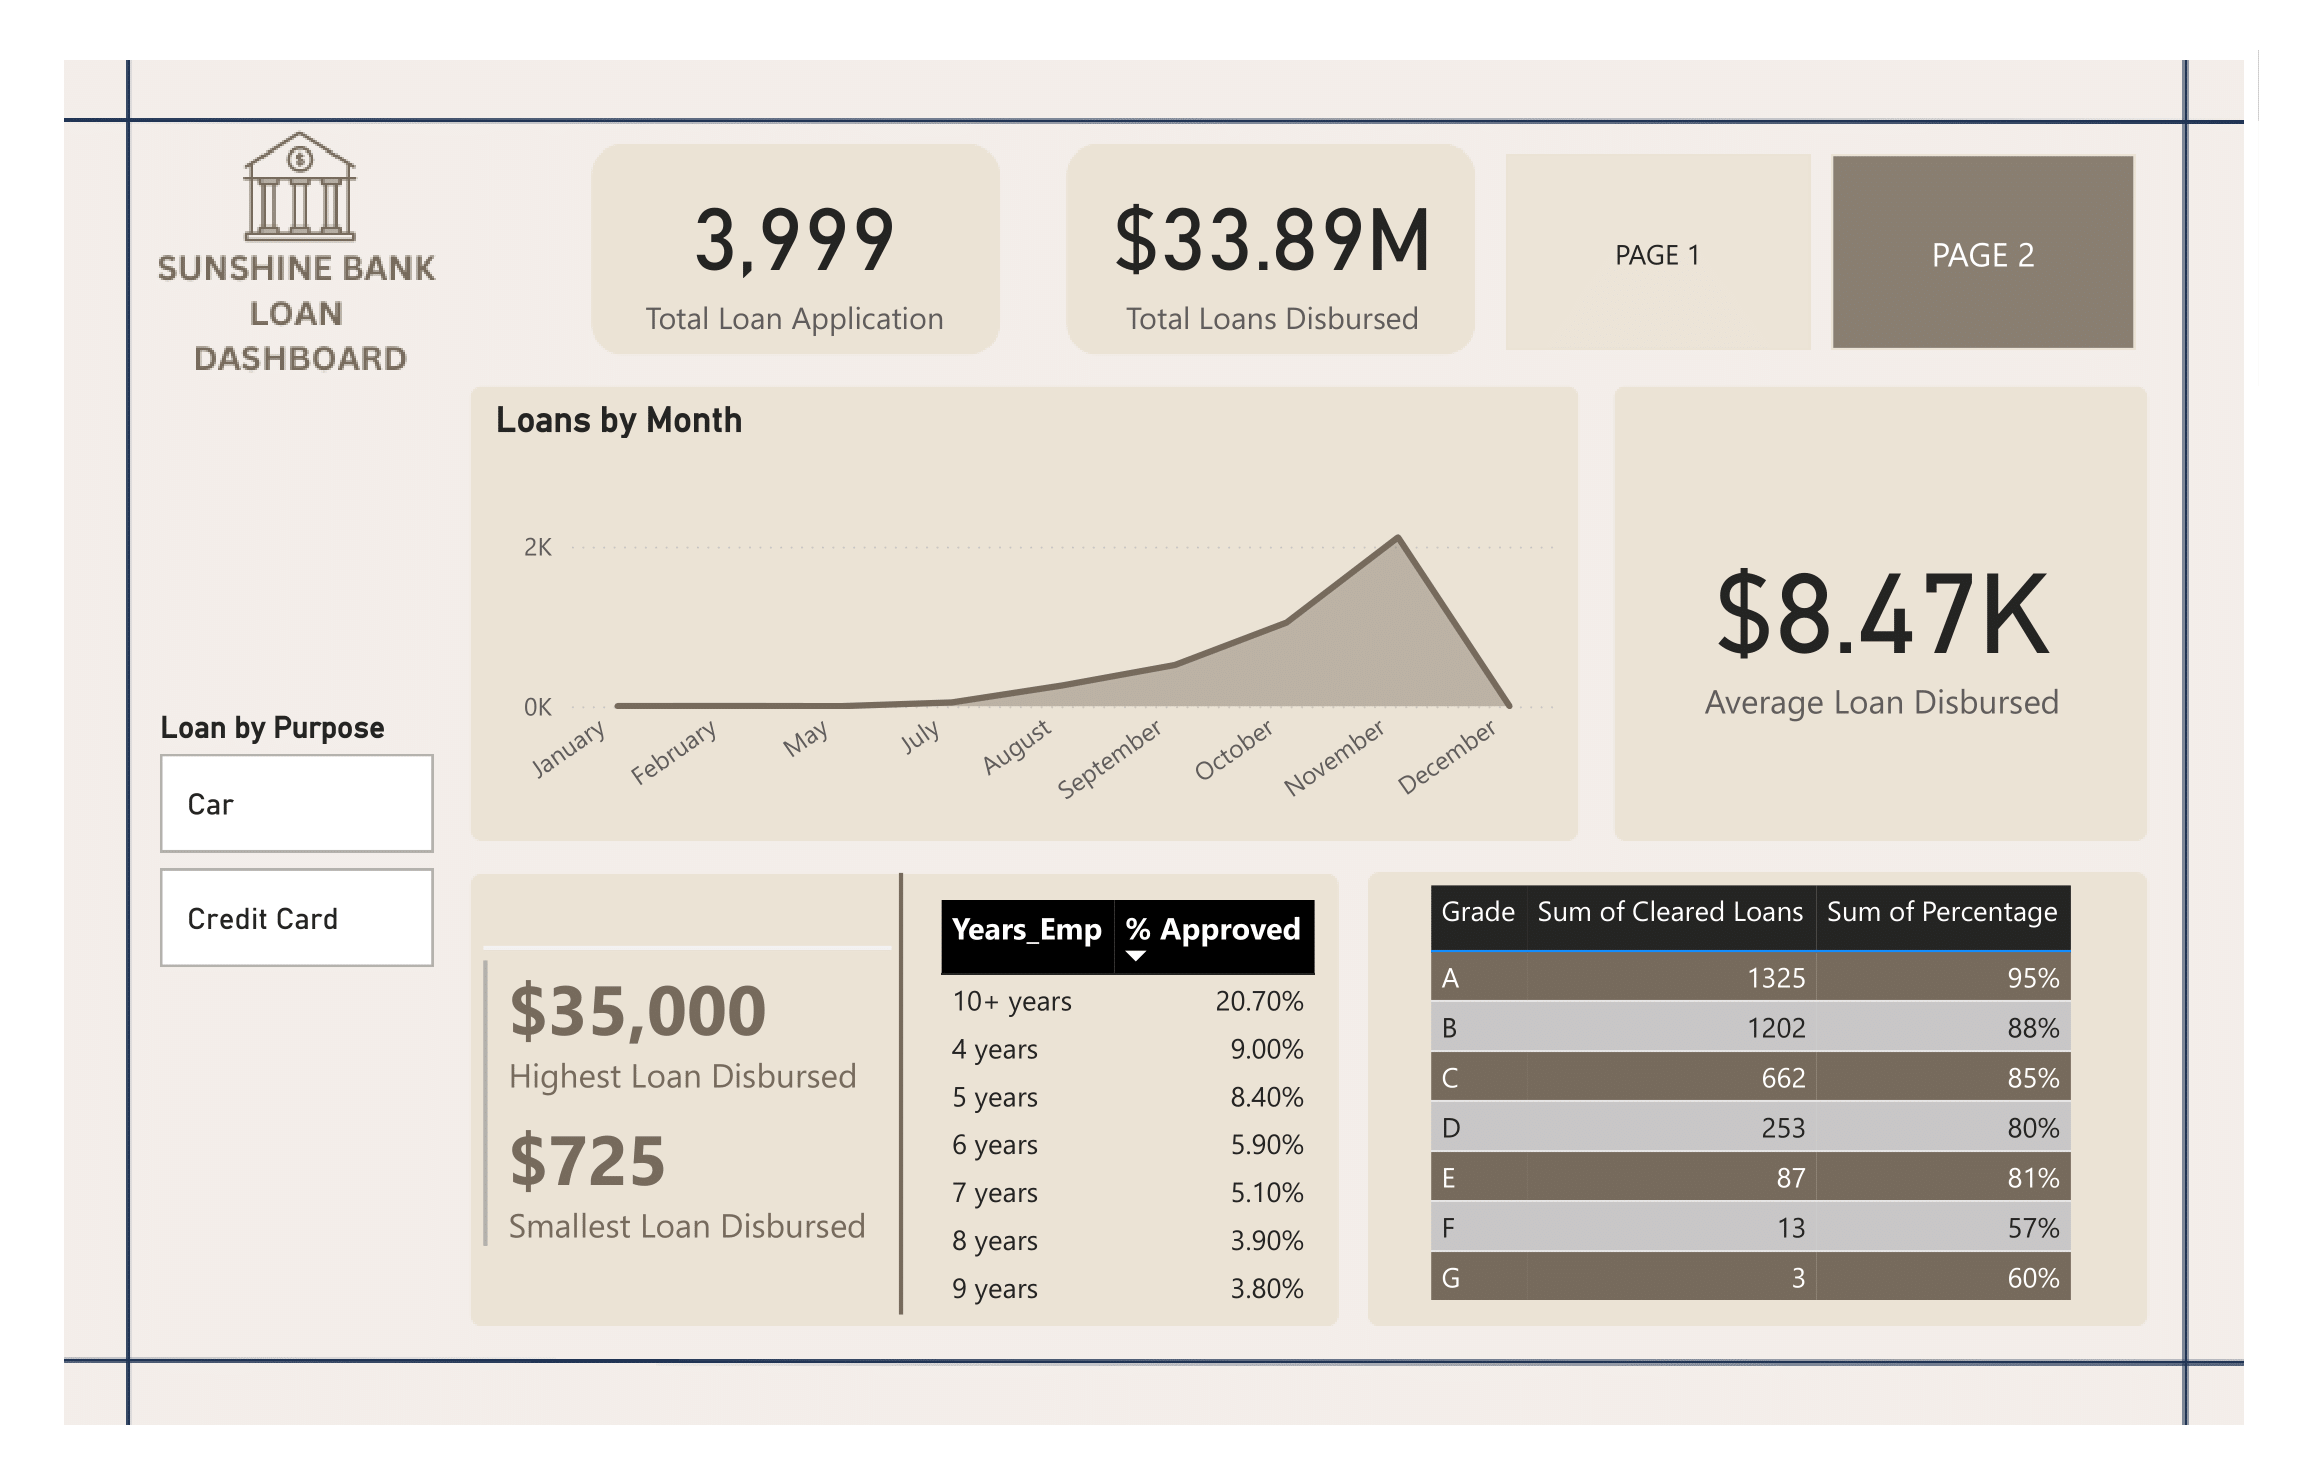 SUNSHINE BANK
LOAN
DASHBOARD
3,999
Total Loan Application
$33.89M
Total Loans Disbursed
PAGE 1
PAGE 2
Loans by Month
2K
0K
January
February
May
July
August
September
October
November
December
$8.47K
Average Loan Disbursed
Loan by Purpose
Car
Credit Card
$35,000
Highest Loan Disbursed
$725
Smallest Loan Disbursed
Years_Emp % Approved
10+ years 20.70%
4 years 9.00%
5 years 8.40%
6 years 5.90%
7 years 5.10%
8 years 3.90%
9 years 3.80%
Grade Sum of Cleared Loans Sum of Percentage
A 1325 95%
B 1202 88%
C 662 85%
D 253 80%
E 87 81%
F 13 57%
G 3 60%